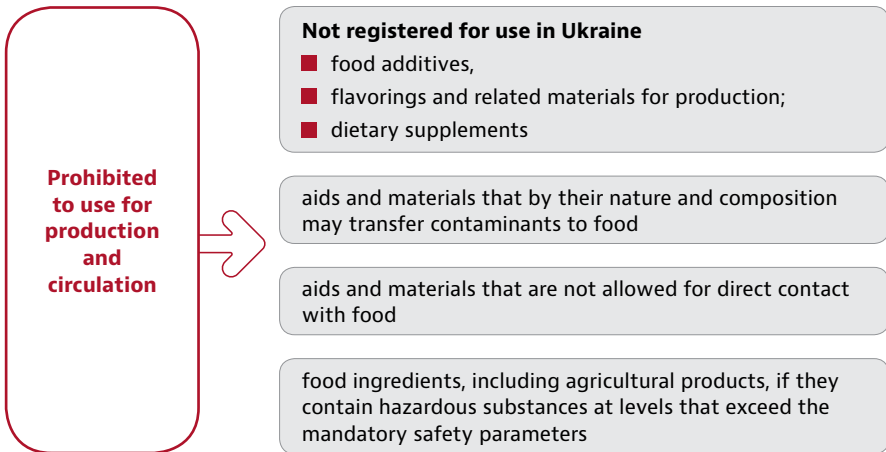 Prohibited
to use for
production
and
circulation
Not registered for use in Ukraine
food additives,
flavorings and related materials for production;
dietary supplements
aids and materials that by their nature and composition
may transfer contaminants to food
aids and materials that are not allowed for direct contact
with food
food ingredients, including agricultural products, if they
contain hazardous substances at levels that exceed the
mandatory safety parameters